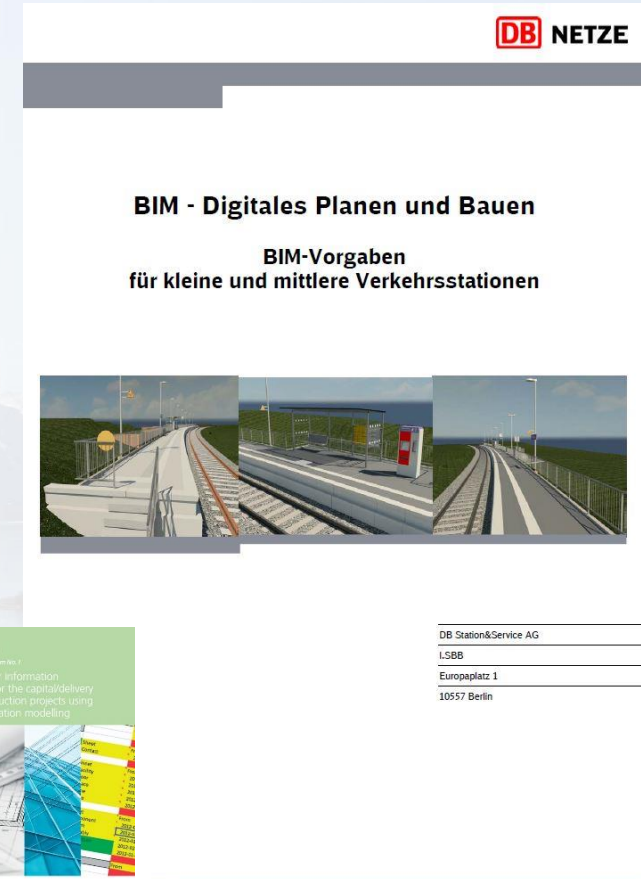 DB NETZE
BIM - Digitales Planen und Bauen
BIM-Vorgaben
für kleine und mittlere Verkehrsstationen
DB Station&Service AG
I.SBB
Europaplatz 1
10557 Berlin
information
or the capital/delivery
uction projects using
ation modelling